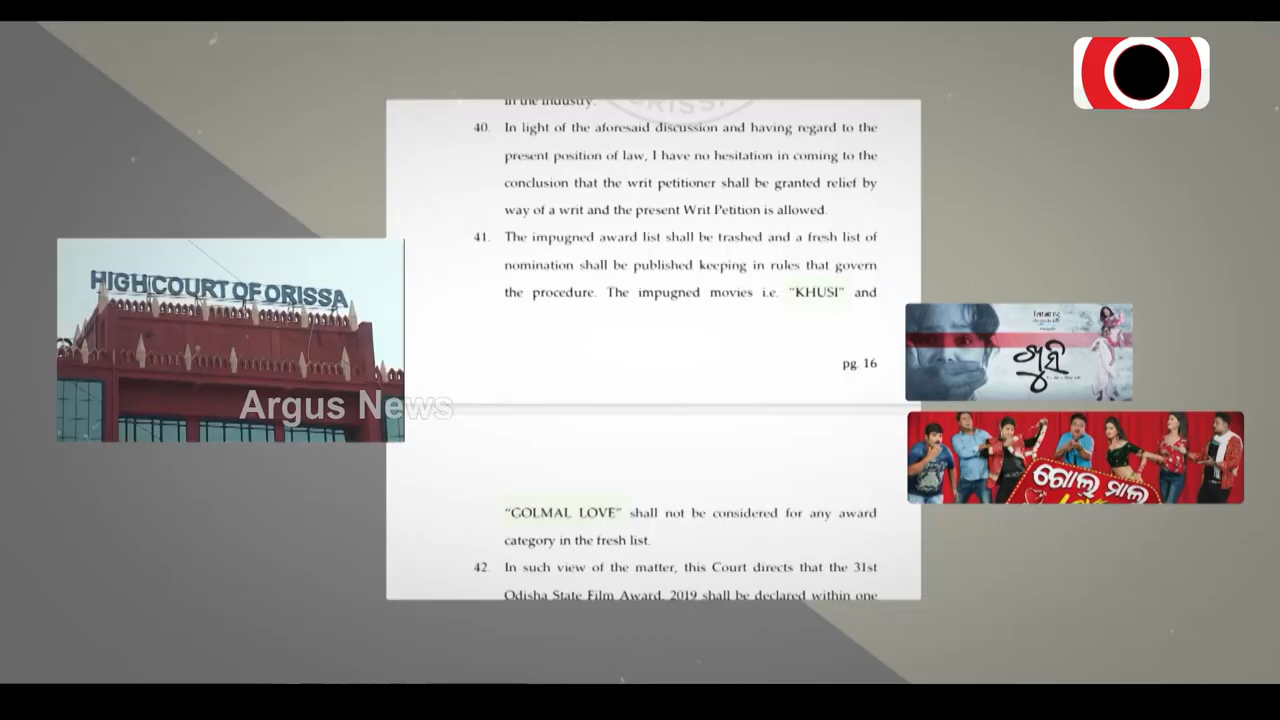 in the industry.
ORISSA
40. In light of the aforesaid discussion and having regard to the
present position of law, I have no hesitation in coming to the
conclusion that the writ petitioner shall be granted relief by
way of a writ and the present Writ Petition is allowed.
41. The impugned award list shall be trashed and a fresh list of
nomination shall be published keeping in rules that govern
the procedure. The impugned movies i.e. “KHUSI” and
pg. 16
“GOLMAL LOVE” shall not be considered for any award
category in the fresh list.
42. In such view of the matter, this Court directs that the 31st
Odisha State Film Award, 2019 shall be declared within one
HIGH COURT OF ORISSA
Argus News
ଖୁସି
ଗୋଲ୍ ମାଲ୍